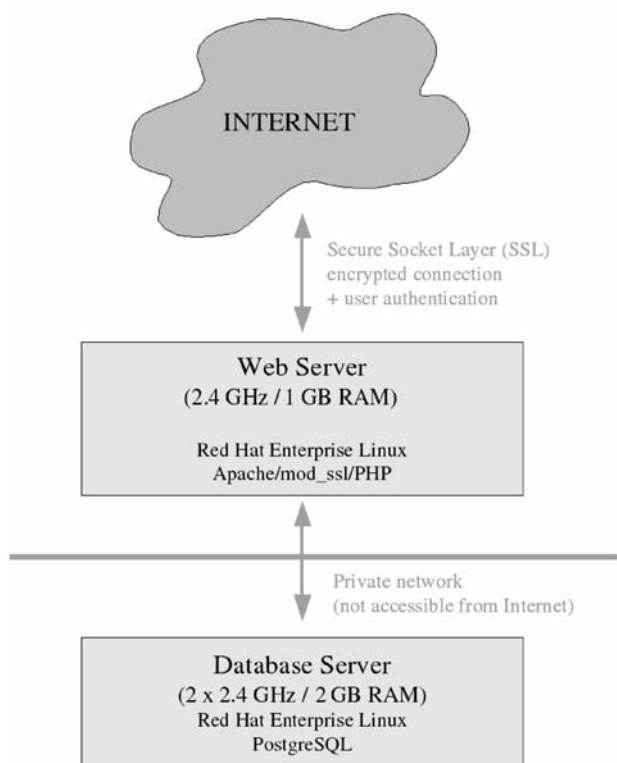 INTERNET
Secure Socket Layer (SSL)
encrypted connection
+ user authentication
Web Server
(2.4 GHz / 1 GB RAM)
Red Hat Enterprise Linux
Apache/mod_ssl/PHP
Private network
(not accessible from Internet)
Database Server
(2 x 2.4 GHz / 2 GB RAM)
Red Hat Enterprise Linux
PostgreSQL